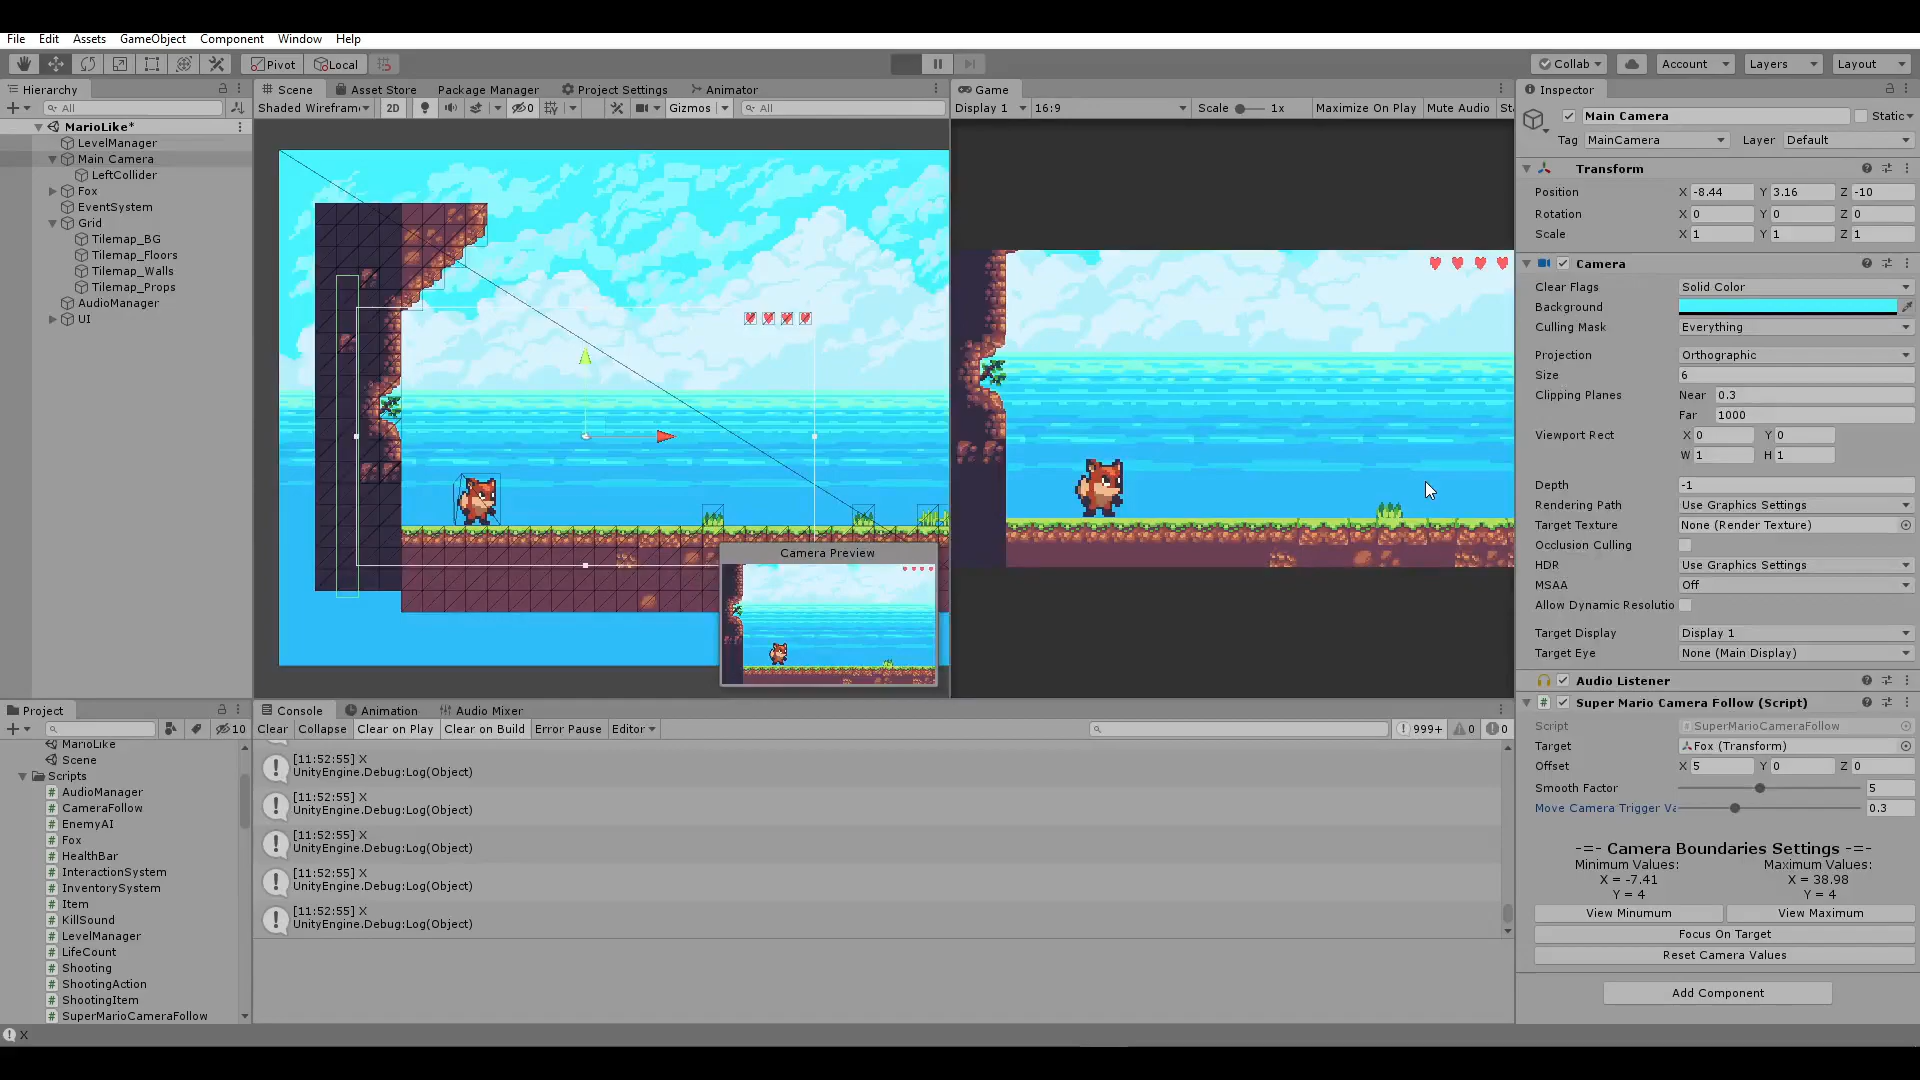 File Edit Assets GameObject Component Window Help
Pivot Local Collab Account Layers Layout
Hierarchy
All
MarioLike*
LevelManager
Main Camera
LeftCollider
Fox
EventSystem
Grid
Tilemap_BG
Tilemap_Floors
Tilemap_Walls
Tilemap_Props
AudioManager
UI
Scene Asset Store Package Manager Project Settings Animator
Shaded Wirefram 2D 0 Gizmos All
Camera Preview
Game
Display 1 16:9 Scale 1x Maximize On Play Mute Audio Sta
Inspector
Main Camera Static
Tag MainCamera Layer Default
Transform
Position X -8.44 Y 3.16 Z -10
Rotation X 0 Y 0 Z 0
Scale X 1 Y 1 Z 1
Camera
Clear Flags Solid Color
Background
Culling Mask Everything
Projection Orthographic
Size 6
Clipping Planes Near 0.3
Far 1000
Viewport Rect X 0 Y 0
W 1 H 1
Depth -1
Rendering Path Use Graphics Settings
Target Texture None (Render Texture)
Occlusion Culling
HDR Use Graphics Settings
MSAA Off
Allow Dynamic Resolutio
Target Display Display 1
Target Eye None (Main Display)
Audio Listener
Super Mario Camera Follow (Script)
Script SuperMarioCameraFollow
Target Fox (Transform)
Offset X 5 Y 0 Z 0
Smooth Factor 5
Move Camera Trigger Va 0.3
-=- Camera Boundaries Settings -=-
Minimum Values: Maximum Values:
X = -7.41 X = 38.98
Y = 4 Y = 4
View Minumum View Maximum
Focus On Target
Reset Camera Values
Add Component
Project
10
MarioLike
Scene
Scripts
AudioManager
CameraFollow
EnemyAI
Fox
HealthBar
InteractionSystem
InventorySystem
Item
KillSound
LevelManager
LifeCount
Shooting
ShootingAction
ShootingItem
SuperMarioCameraFollow
Console Animation Audio Mixer
Clear Collapse Clear on Play Clear on Build Error Pause Editor 999+ 0 0
[11:52:55] X
UnityEngine.Debug:Log(Object)
[11:52:55] X
UnityEngine.Debug:Log(Object)
[11:52:55] X
UnityEngine.Debug:Log(Object)
[11:52:55] X
UnityEngine.Debug:Log(Object)
[11:52:55] X
UnityEngine.Debug:Log(Object)
X